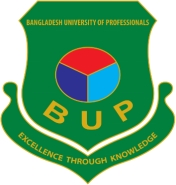 BANGLADESH UNIVERSITY OF PROFESSIONALS
BUP
EXCELLENCE THROUGH KNOWLEDGE